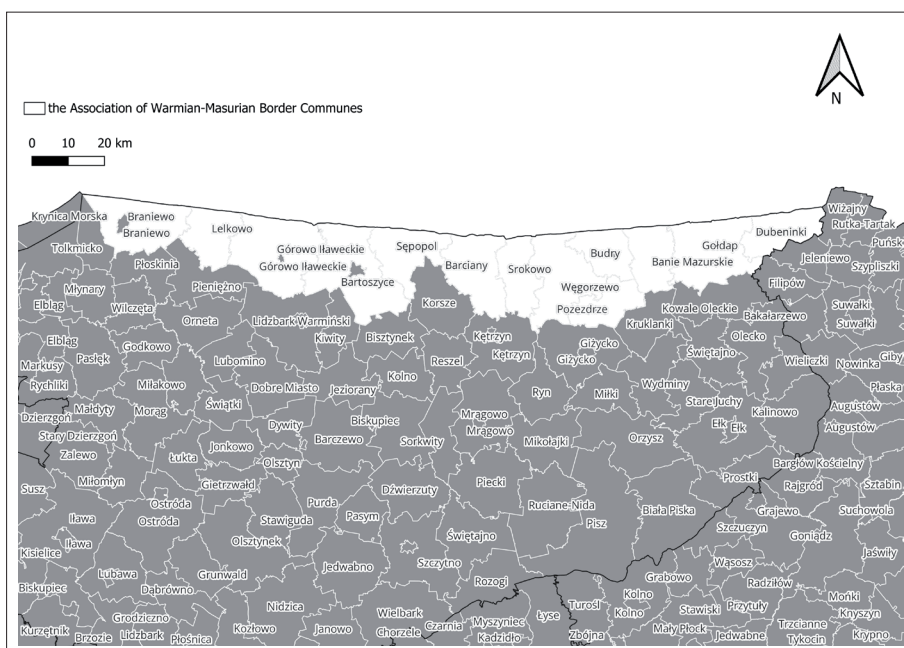 N
the Association of Warmian-Masurian Border Communes
0 10 20 km
Krynica Morska
Braniewo
Braniewo
Lelkowo
Górowo Iławeckie
Górowo Iławeckie
Sępopol
Bartoszyce
Barciany
Srokowo
Budry
Węgorzewo
Pozezdrze
Gołdap
Banie Mazurskie
Dubeninki
Wiżajny
Rutka-Tartak
Puńsk
Jeleniewo
Szypliszki
Tolkmicko
Płoskinia
Młynary
Pieniężno
Korsze
Filipów
Elbląg
Wilczęta
Orneta
Lidzbark Warmiński
Kowale Oleckie
Bakałarzewo
Suwałki
Suwałki
Kruklanki
Olecko
Elbląg
Godkowo
Kiwity
Bisztynek
Kętrzyn
Kętrzyn
Giżycko
Giżycko
Świętajno
Markusy
Pasłęk
Lubomino
Reszel
Wieliczki
Nowinka
Giby
Rychliki
Miłakowo
Dobre Miasto
Jeziorany
Kolno
Ryn
Miłki
Wydminy
Płaska
Dzierzgoń
Małdyty
Morąg
Świątki
Stare Juchy
Kalinowo
Augustów
Augustów
Stary Dzierzgoń
Dywity
Biskupiec
Mrągowo
Mrągowo
Ełk
Ełk
Zalewo
Jonkowo
Barczewo
Sorkwity
Mikołajki
Orzysz
Łukta
Olsztyn
Bargłów Kościelny
Susz
Miłomłyn
Gietrzwałd
Dźwierzuty
Piecki
Prostki
Rajgród
Sztabin
Ostróda
Ostróda
Purda
Ruciane-Nida
Biała Piska
Grajewo
Suchowola
Iława
Iława
Stawiguda
Pasym
Pisz
Szczuczyn
Goniądz
Kisielice
Olsztynek
Świętajno
Jaświły
Wąsosz
Lubawa
Grunwald
Jedwabno
Szczytno
Rozogi
Grabowo
Radziłów
Biskupiec
Dąbrówno
Kolno
Kolno
Mońki
Grodziczno
Nidzica
Wielbark
Myszyniec
Łyse
Turośl
Stawiski
Przytuły
Knyszyn
Kurzętnik
Brzozie
Lidzbark
Płośnica
Kozłowo
Janowo
Chorzele
Czarnia
Kadzidło
Zbójna
Mały Płock
Jedwabne
Trzcianne
Tykocin
Krypno